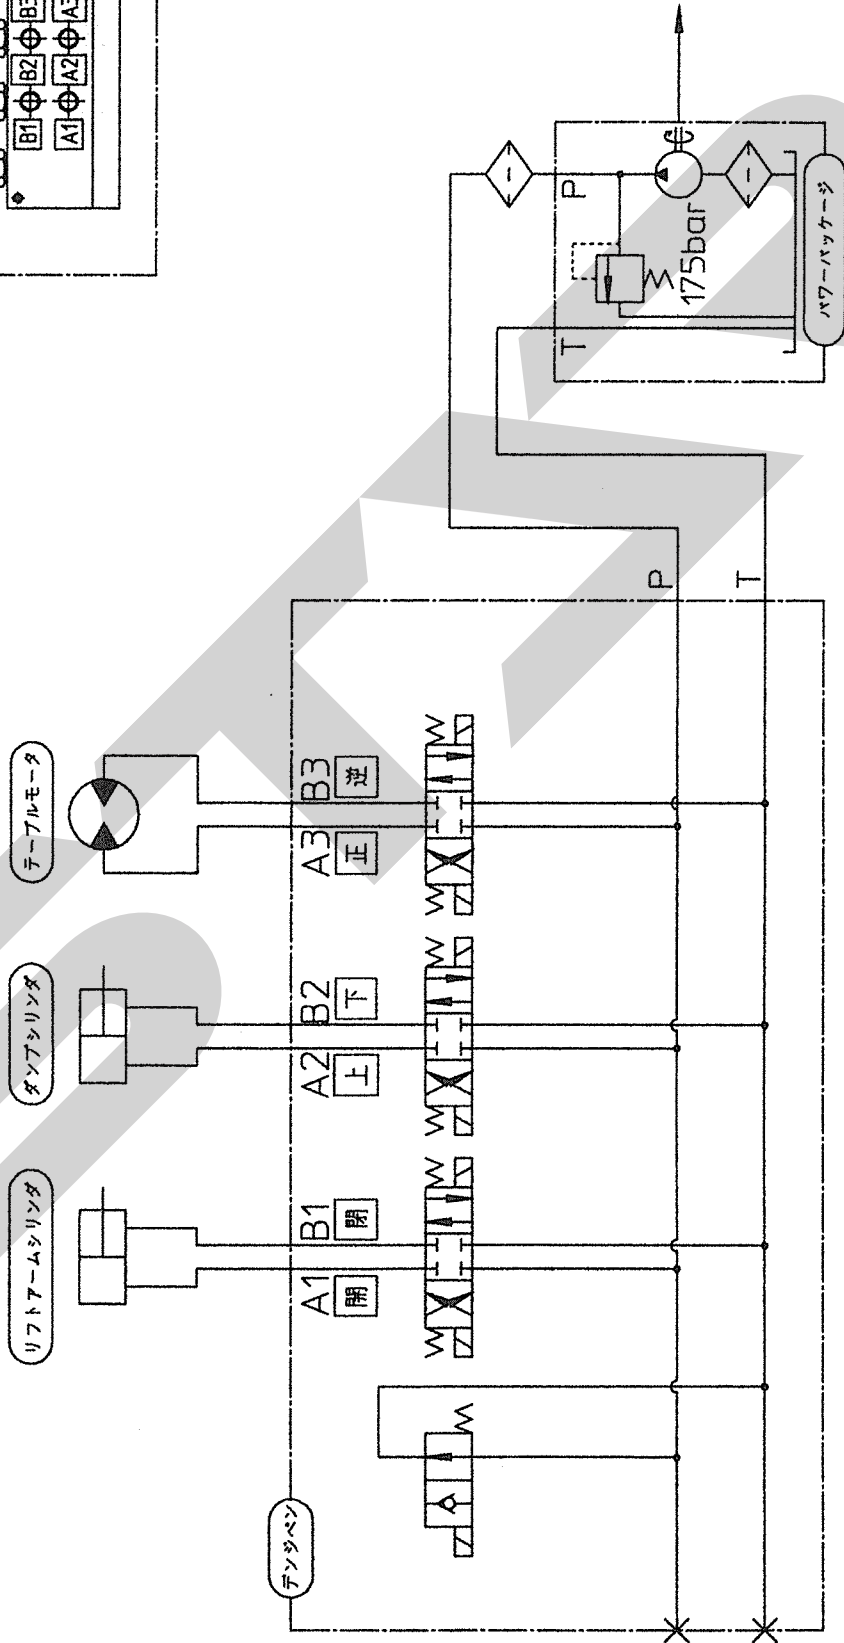 B3
A3
B2
A2
B1
A1
テーブルモータ
ダンプシリンダ
リフトアームシリンダ
B3
逆
A3
正
B2
下
A2
上
B1
閉
A1
開
デンジベン
P
T
P
T
175bar
パワーパッケージ